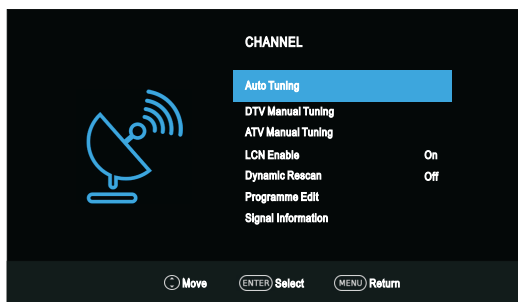 CHANNEL
Auto Tuning
DTV Manual Tuning
ATV Manual Tuning
LCN Enable On
Dynamic Rescan Off
Programme Edit
Signal Information
Move ENTER Select MENU Return